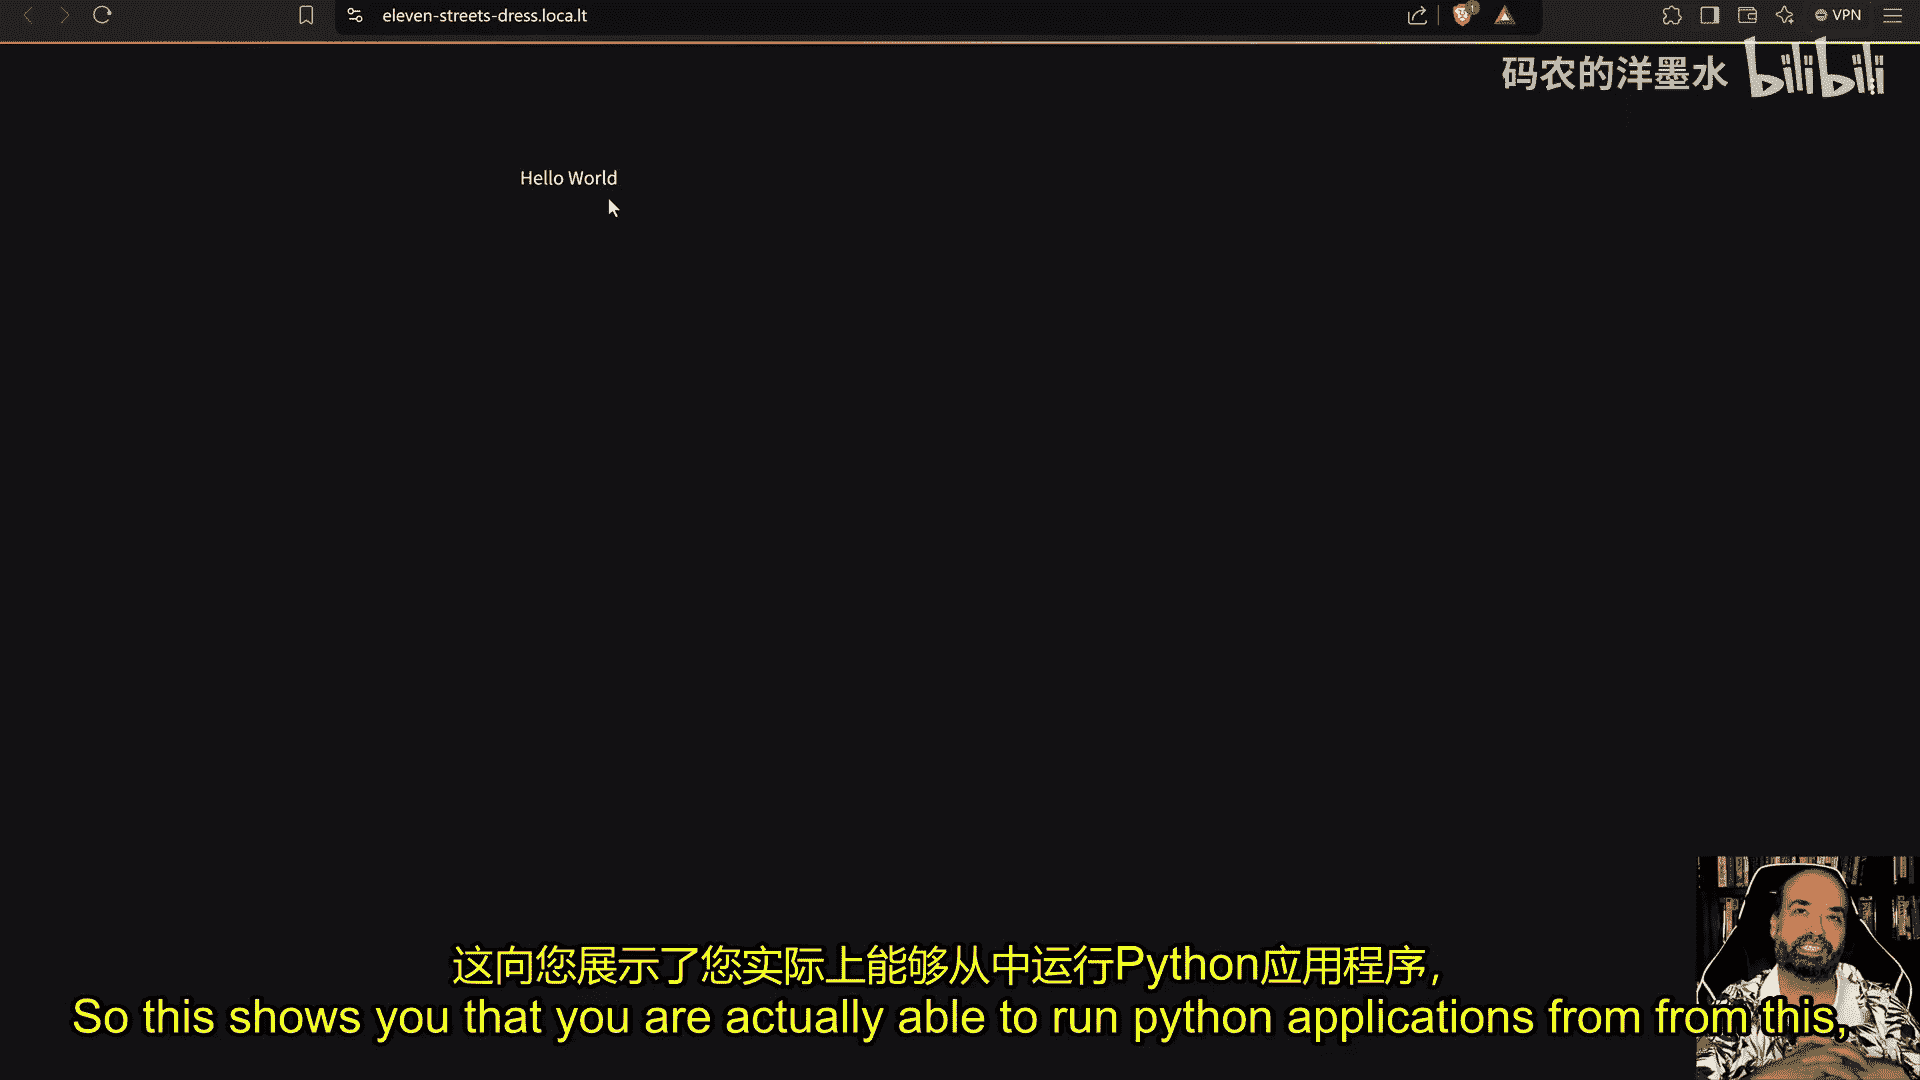 eleven-streets-dress.loca.lt
1
VPN
码农的洋墨水 bilibili
Hello World
这向您展示了您实际上能够从中运行Python应用程序，
So this shows you that you are actually able to run python applications from from this,